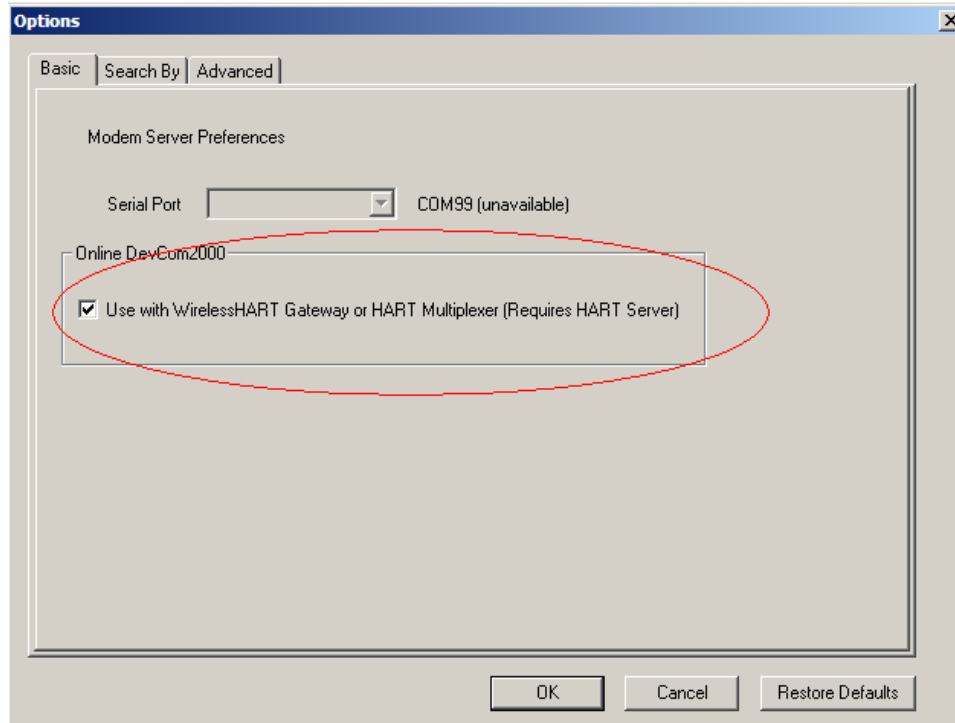 Options
Basic Search By Advanced
Modem Server Preferences
Serial Port COM99 (unavailable)
Online DevCom2000
Use with WirelessHART Gateway or HART Multiplexer (Requires HART Server)
OK Cancel Restore Defaults